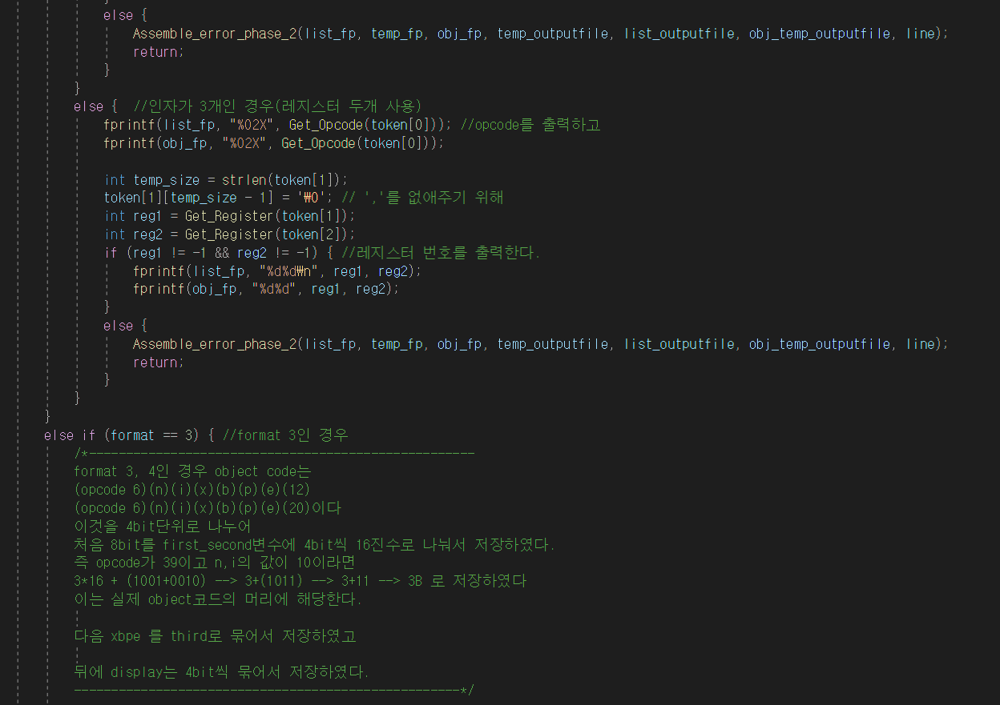 }
else {
Assemble_error_phase_2(list_fp, temp_fp, obj_fp, temp_outputfile, list_outputfile, obj_temp_outputfile, line);
return;
}
}
else {  //인자가 3개인 경우(레지스터 두개 사용)
fprintf(list_fp, "%02X", Get_Opcode(token[0])); //opcode를 출력하고
fprintf(obj_fp, "%02X", Get_Opcode(token[0]));
int temp_size = strlen(token[1]);
token[1][temp_size - 1] = '₩0'; // ','를 없애주기 위해
int reg1 = Get_Register(token[1]);
int reg2 = Get_Register(token[2]);
if (reg1 != -1 && reg2 != -1) { //레지스터 번호를 출력한다.
fprintf(list_fp, "%d%d₩n", reg1, reg2);
fprintf(obj_fp, "%d%d", reg1, reg2);
}
else {
Assemble_error_phase_2(list_fp, temp_fp, obj_fp, temp_outputfile, list_outputfile, obj_temp_outputfile, line);
return;
}
}
}
else if (format == 3) { //format 3인 경우
/*----------------------------------------------------
format 3, 4인 경우 object code는
(opcode 6)(n)(i)(x)(b)(p)(e)(12)
(opcode 6)(n)(i)(x)(b)(p)(e)(20)이다
이것을 4bit단위로 나누어
처음 8bit를 first_second변수에 4bit씩 16진수로 나눠서 저장하였다.
즉 opcode가 39이고 n,i의 값이 10이라면
3*16 + (1001+0010) --> 3+(1011) --> 3+11 --> 3B 로 저장하였다
이는 실제 object코드의 머리에 해당한다.
다음 xbpe 를 third로 묶어서 저장하였고
뒤에 display는 4bit씩 묶어서 저장하였다.
----------------------------------------------------*/